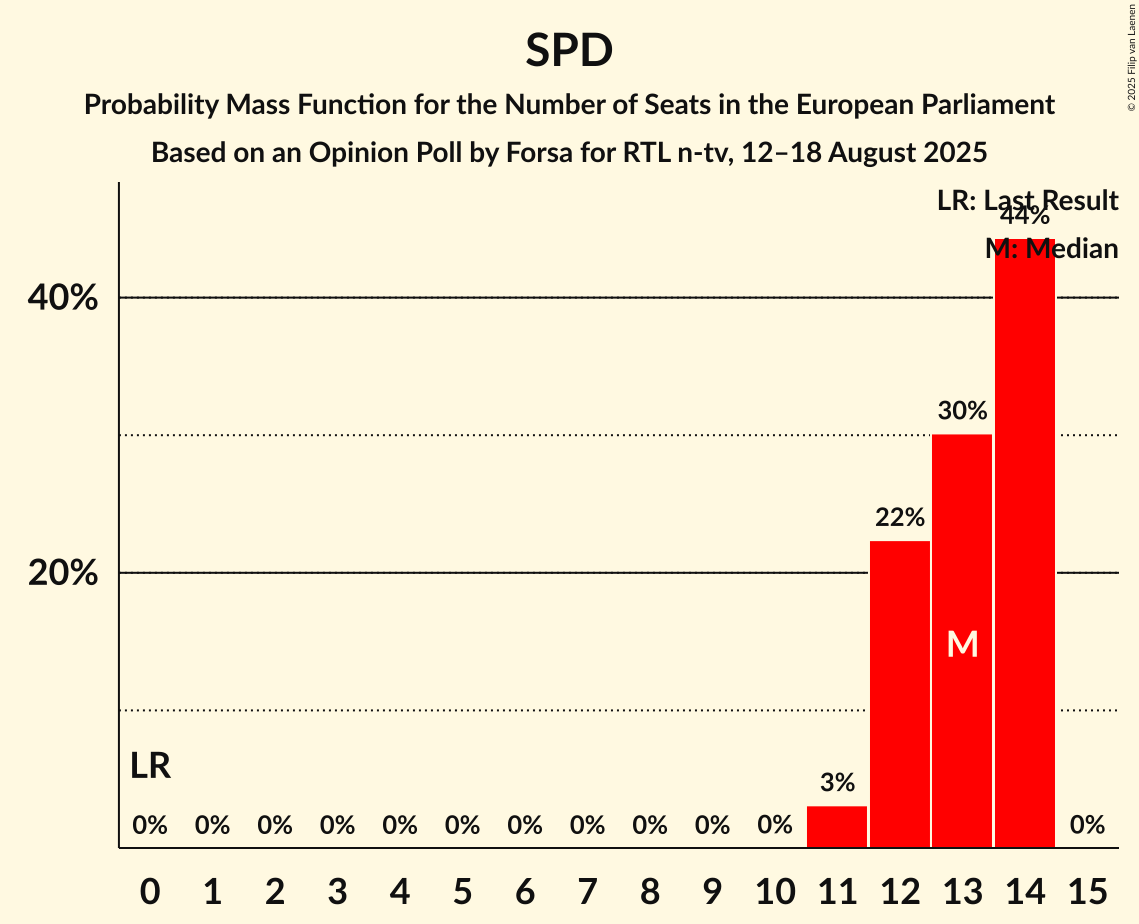 SPD
Probability Mass Function for the Number of Seats in the European Parliament
Based on an Opinion Poll by Forsa for RTL n-tv, 12–18 August 2025
© 2025 Filip van Laenen
LR: Last Result
M: Median
44%
40%
30%
22%
20%
M
LR
3%
0% 0% 0% 0% 0% 0% 0% 0% 0% 0% 0% 0%
0 1 2 3 4 5 6 7 8 9 10 11 12 13 14 15